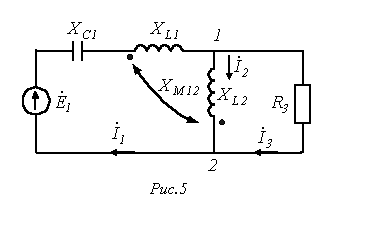 X_C1 X_L1 1
İ_2
X_M12 X_L2
Ė_1 R_3
İ_1 İ_3
2
Рис.5